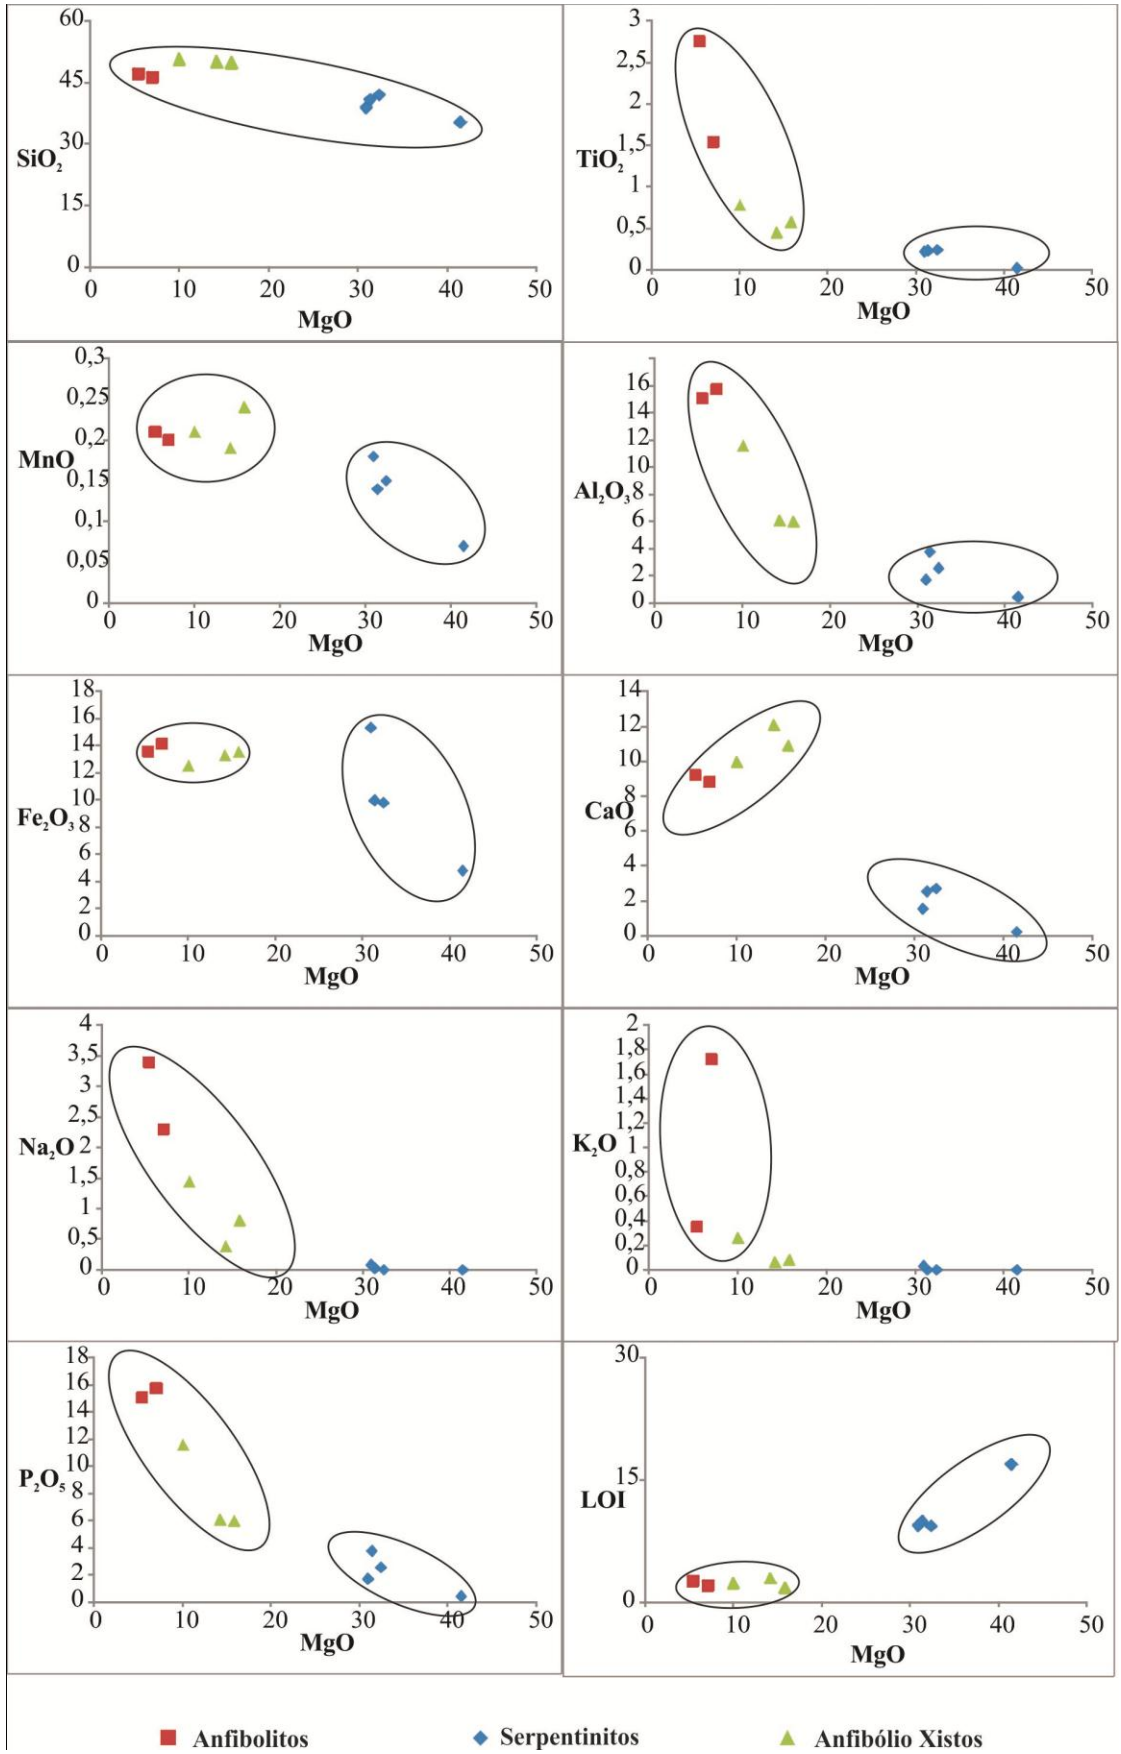 60
45
30
15
0
SiO₂
0 10 20 30 40 50
MgO
3
2,5
2
1,5
1
0,5
0
TiO₂
0 10 20 30 40 50
MgO
0,3
0,25
0,2
0,15
0,1
0,05
0
MnO
0 10 20 30 40 50
MgO
16
14
12
10
8
6
4
2
0
Al₂O₃
0 10 20 30 40 50
MgO
18
16
14
12
10
8
6
4
2
0
Fe₂O₃
0 10 20 30 40 50
MgO
14
12
10
8
6
4
2
0
CaO
0 10 20 30 40 50
MgO
4
3,5
3
2,5
2
1,5
1
0,5
0
Na₂O
0 10 20 30 40 50
MgO
2
1,8
1,6
1,4
1,2
1
0,8
0,6
0,4
0,2
0
K₂O
0 10 20 30 40 50
MgO
18
16
14
12
10
8
6
4
2
0
P₂O₅
0 10 20 30 40 50
MgO
30
15
0
LOI
0 10 20 30 40 50
MgO
Anfibolitos Serpentinitos Anfibólio Xistos